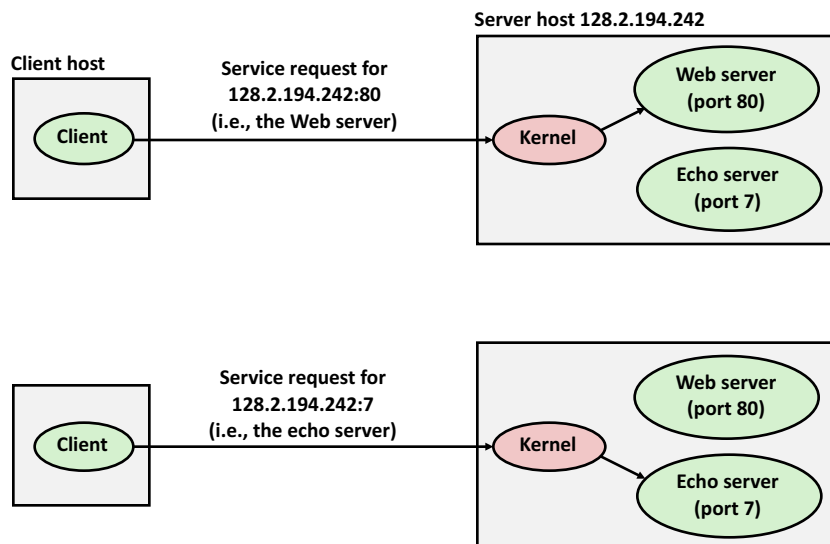 Server host 128.2.194.242
Client host
Service request for
128.2.194.242:80
(i.e., the Web server)
Client
Kernel
Web server
(port 80)
Echo server
(port 7)
Service request for
128.2.194.242:7
(i.e., the echo server)
Client
Kernel
Web server
(port 80)
Echo server
(port 7)